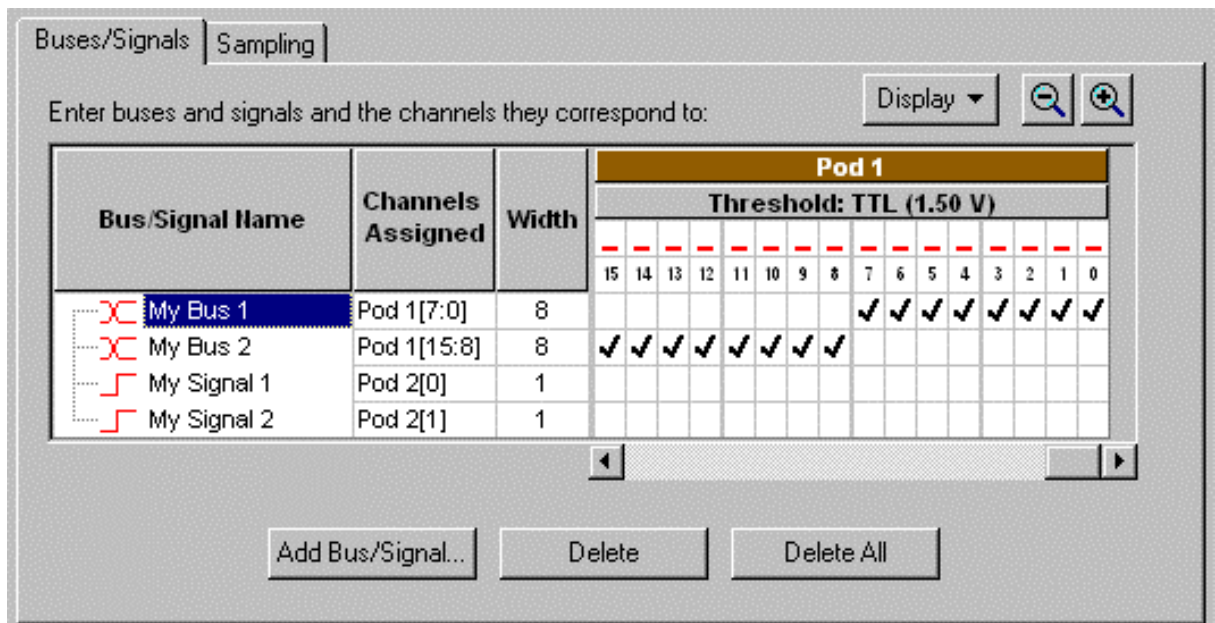 Buses/Signals Sampling
Enter buses and signals and the channels they correspond to: Display
Bus/Signal Name Channels Assigned Width Pod 1
Threshold: TTL (1.50 V)
15 14 13 12 11 10 9 8 7 6 5 4 3 2 1 0
My Bus 1 Pod 1[7:0] 8
My Bus 2 Pod 1[15:8] 8
My Signal 1 Pod 2[0] 1
My Signal 2 Pod 2[1] 1
Add Bus/Signal... Delete Delete All